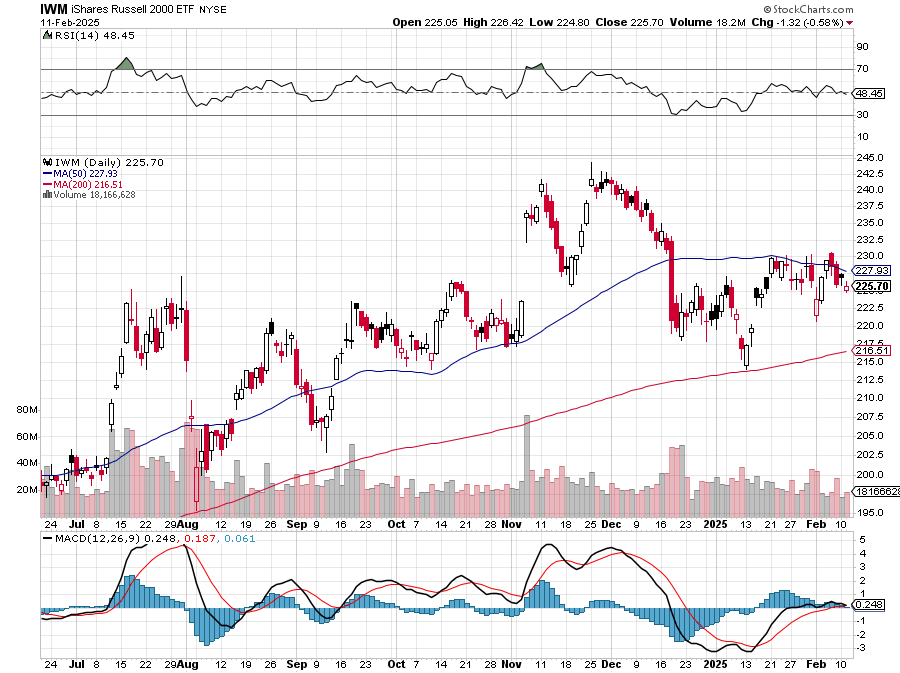 IWM iShares Russell 2000 ETF NYSE
© StockCharts.com
11-Feb-2025
Open 225.05 High 226.42 Low 224.80 Close 225.70 Volume 18.2M Chg -1.32 (-0.58%)
RSI(14) 48.45
90
70
48.45
30
10
IWM (Daily) 225.70
MA(50) 227.93
MA(200) 216.51
Volume 18,166,628
245.0
242.5
240.0
237.5
235.0
232.5
230.0
227.93
225.70
222.5
220.0
217.5
216.51
215.0
212.5
210.0
207.5
205.0
202.5
200.0
18166628
195.0
80M
60M
40M
20M
24 Jul 8 15 22 29 Aug 12 19 26 Sep 9 16 23 Oct 7 14 21 28 Nov 11 18 25 Dec 9 16 23 2025 13 21 27 Feb 10
MACD(12,26,9) 0.248, 0.187, 0.061
5
4
3
2
1
0.248
-1
-2
-3
24 Jul 8 15 22 29 Aug 12 19 26 Sep 9 16 23 Oct 7 14 21 28 Nov 11 18 25 Dec 9 16 23 2025 13 21 27 Feb 10